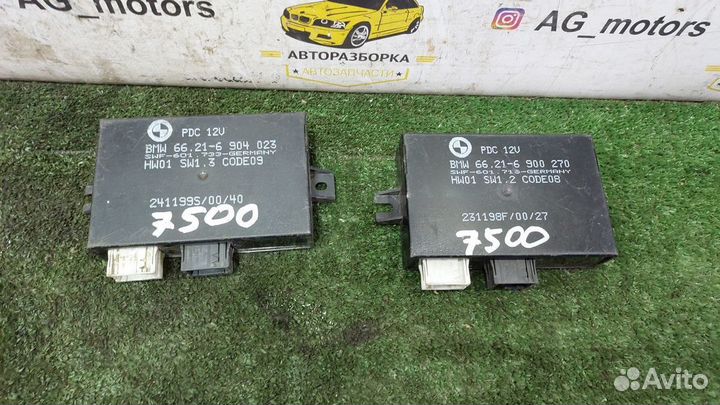 AG_motors
АВТОРАЗБОРКА
АВТОЗАПЧАСТИ
AG_motors
PDC 12V
BMW 66.21-6 904 023
SWF-601.733-GERMANY
HW01 SW1.3 CODE09
241199S/00/40
7500
PDC 12V
BMW 66.21-6 900 270
SWF-601.713-GERMANY
HW01 SW1.2 CODE08
231198F/00/27
7500
Avito